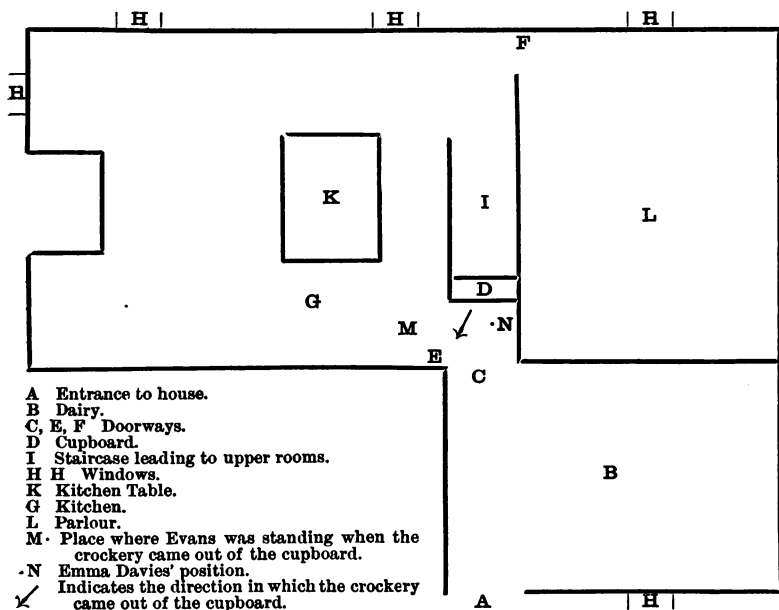 H H H
F
H
K I L
G D
M ·N
E C
A Entrance to house.
B Dairy.
C, E, F Doorways.
D Cupboard.
I Staircase leading to upper rooms.
H H Windows.
K Kitchen Table.
G Kitchen.
L Parlour.
M· Place where Evans was standing when the
crockery came out of the cupboard.
·N Emma Davies' position.
↙ Indicates the direction in which the crockery
came out of the cupboard.
B
A H